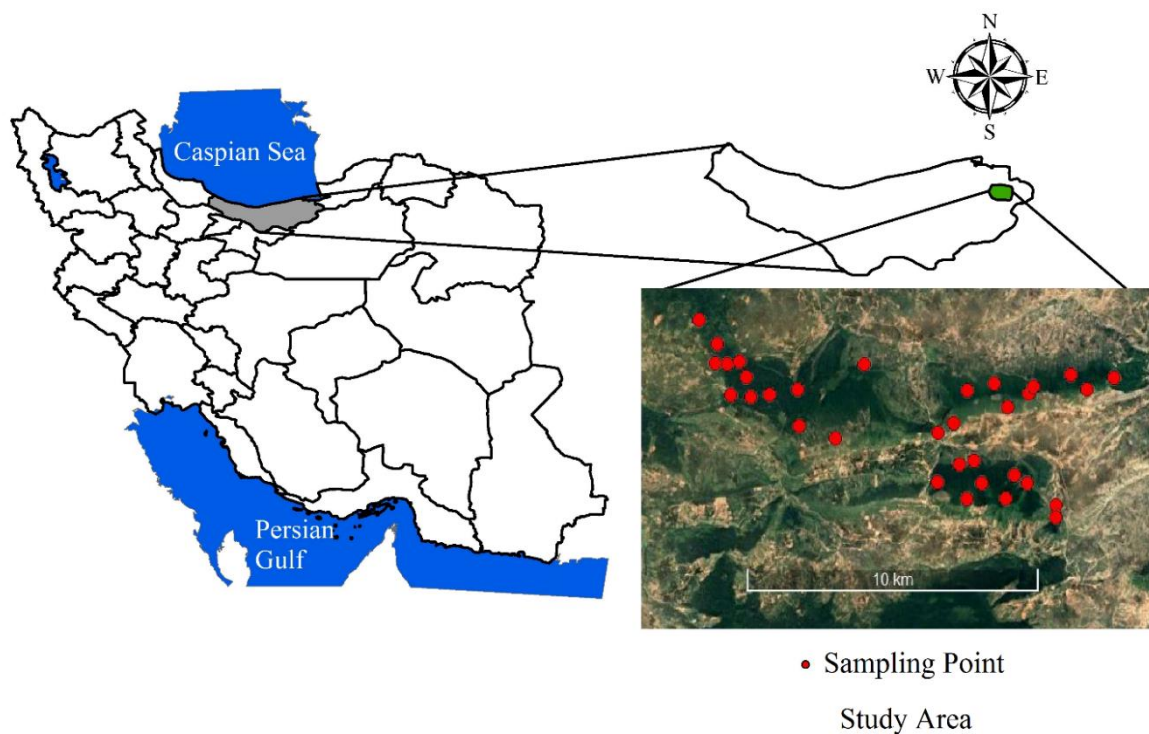 N
W E
S
Caspian Sea
Persian
Gulf
10 km
Sampling Point
Study Area